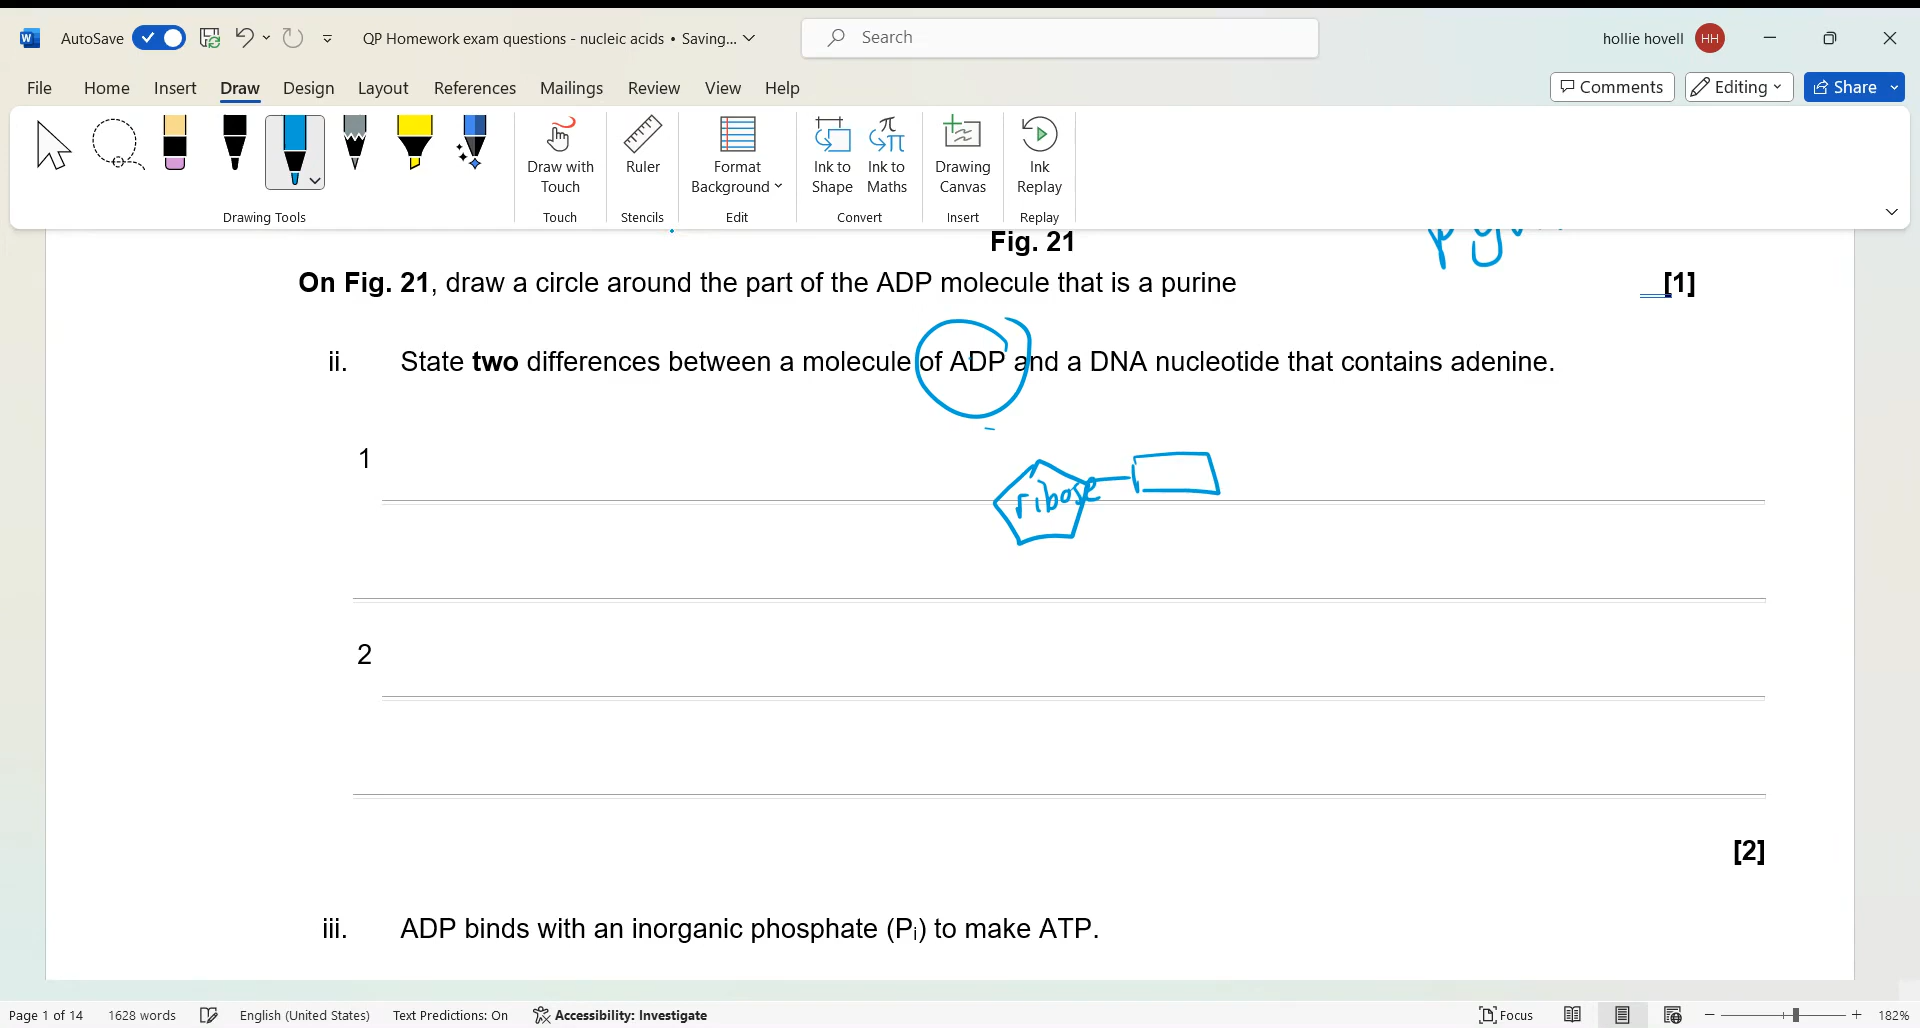 AutoSave
QP Homework exam questions - nucleic acids • Saving...
Search
hollie hovell
HH
File Home Insert Draw Design Layout References Mailings Review View Help
Comments Editing Share
Draw with Touch
Ruler
Format Background
Ink to Shape
Ink to Maths
Drawing Canvas
Ink Replay
Drawing Tools Touch Stencils Edit Convert Insert Replay
Fig. 21
On Fig. 21, draw a circle around the part of the ADP molecule that is a purine __[1]
ii. State two differences between a molecule of ADP and a DNA nucleotide that contains adenine.
1
ribose
2
[2]
iii. ADP binds with an inorganic phosphate (Pi) to make ATP.
Page 1 of 14 1628 words English (United States) Text Predictions: On Accessibility: Investigate Focus 182%